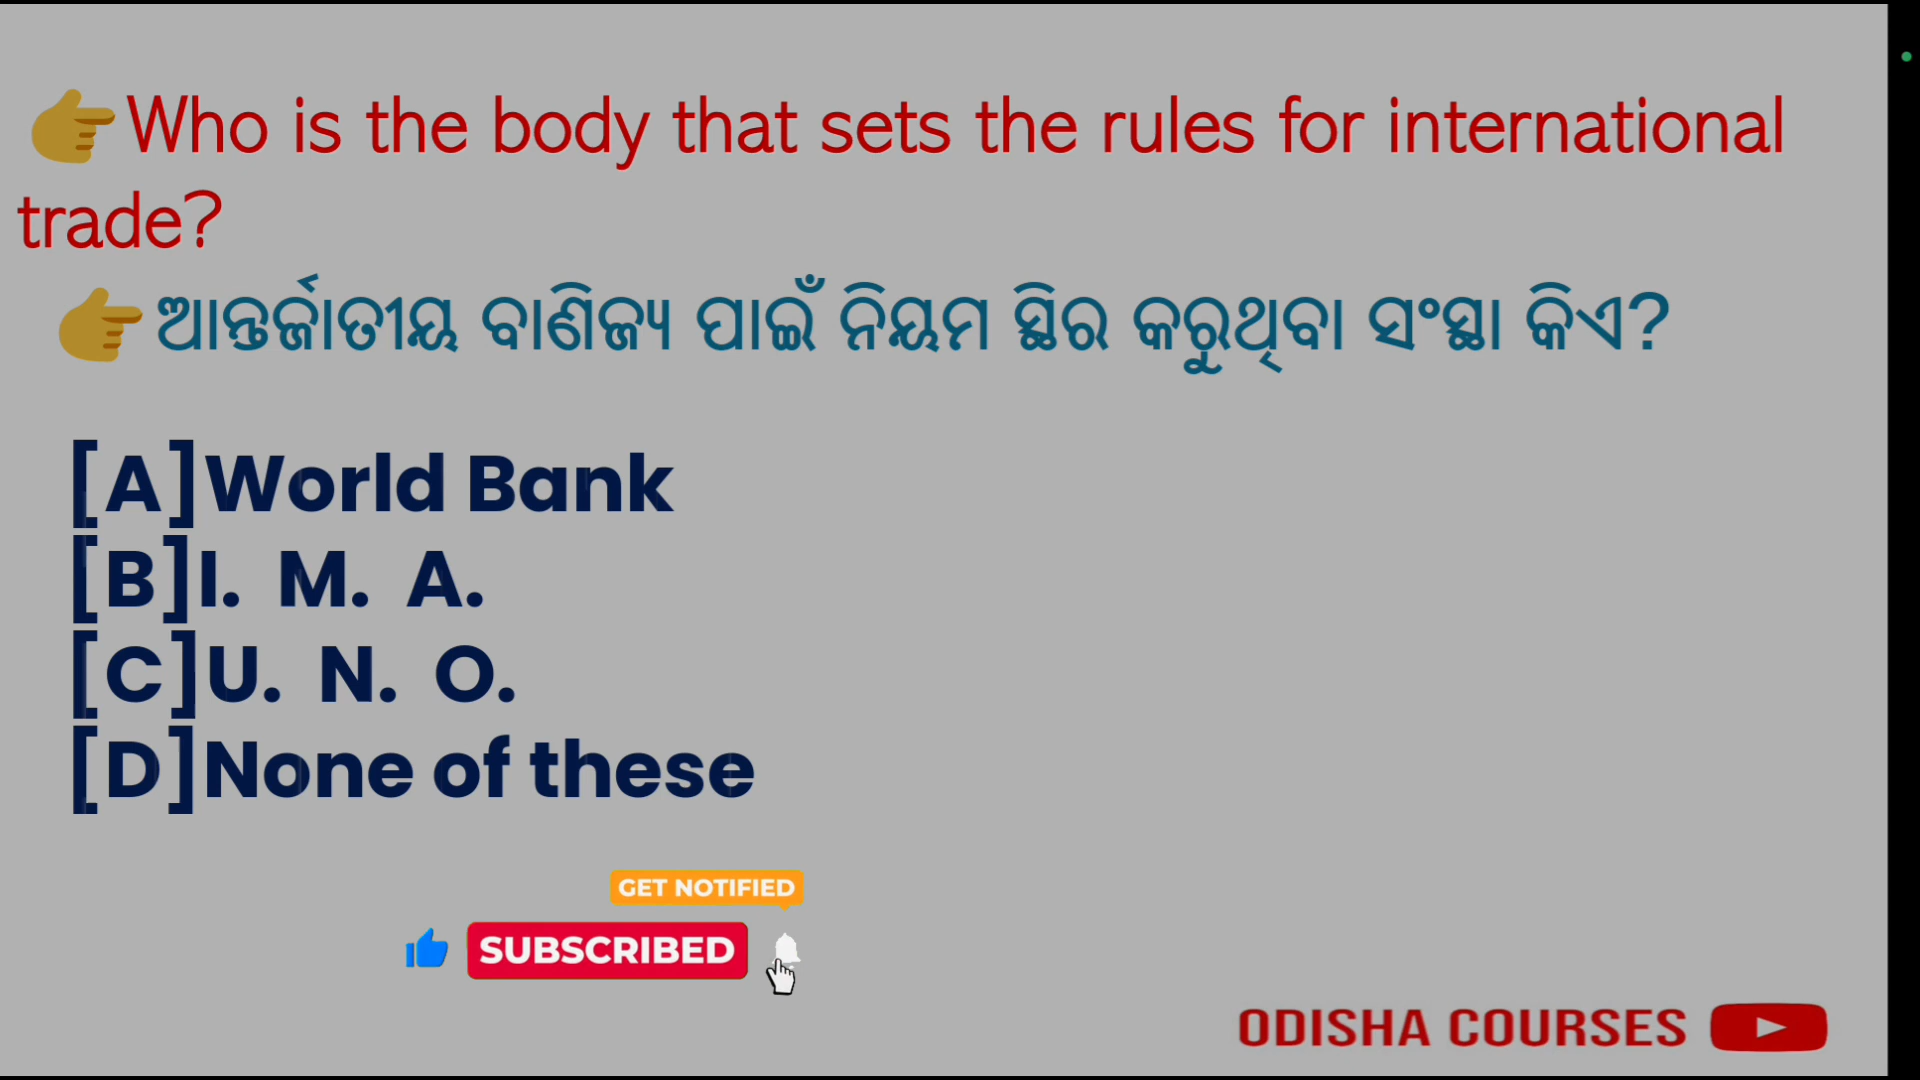 👉Who is the body that sets the rules for international
trade?
👉ଆନ୍ତର୍ଜାତୀୟ ବାଣିଜ୍ୟ ପାଇଁ ନିୟମ ସ୍ଥିର କରୁଥିବା ସଂସ୍ଥା କିଏ?
[A]World Bank
[B]I. M. A.
[C]U. N. O.
[D]None of these
GET NOTIFIED
SUBSCRIBED
ODISHA COURSES